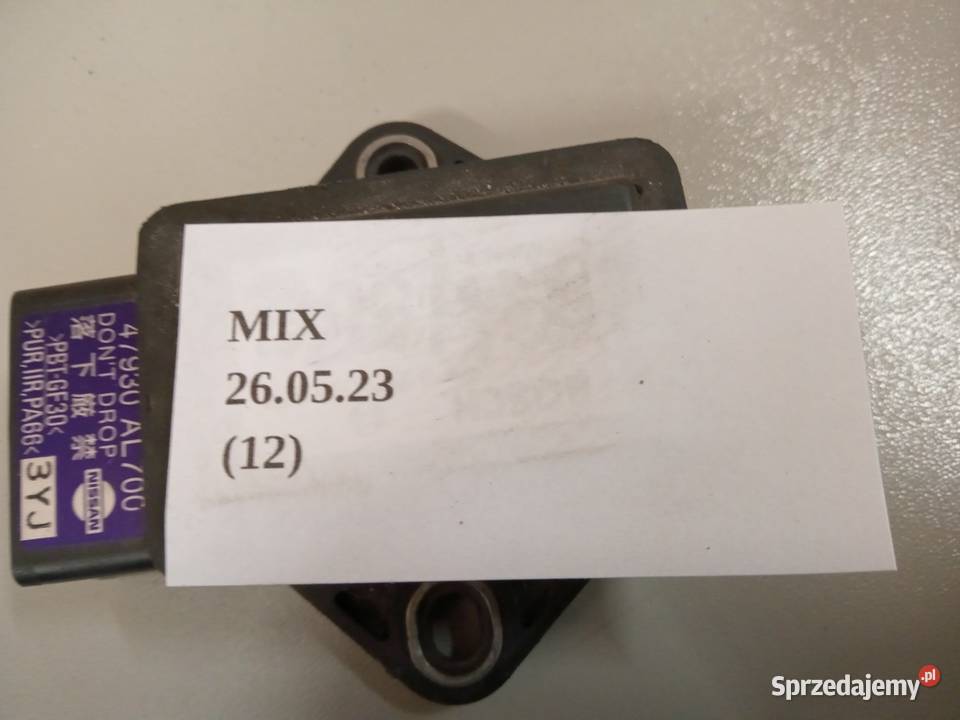 MIX
26.05.23
(12)
47930 AL700
DON'T DROP
落下厳禁
>PBT-GF30<
>PUR,IIR,PA66<
NISSAN
3YJ
Sprzedajemy.pl